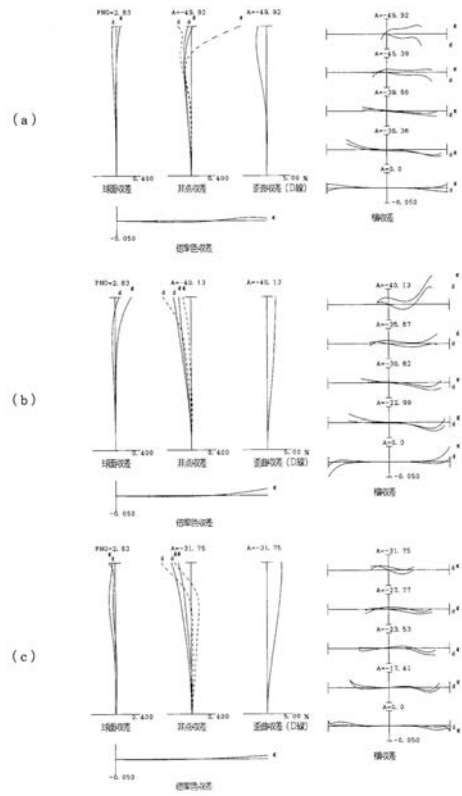 (a)
FNO=2.83
A=-49.92
A=-49.92
d g
d g
0.400
0.400
5.00 %
球面収差
非点収差
歪曲収差 (D線)
-0.050
g
倍率色収差
A=-49.92
g
d
A=-45.39
g
d
A=-30.36
g
d
A=0.0
g
d
-0.050
横収差
(b)
FNO=2.83
A=-40.13
A=-40.13
d g
d d g g
0.400
0.400
5.00 %
球面収差
非点収差
歪曲収差 (D線)
-0.050
g
倍率色収差
A=-40.13
g
d
g
d
A=-30.62
g
d
A=-22.99
g
d
A=0.0
g
d
-0.050
横収差
(c)
FNO=2.83
A=-31.75
A=-31.75
g
d
d d g g
0.400
0.400
5.00 %
球面収差
非点収差
歪曲収差 (D線)
-0.050
g
倍率色収差
A=-31.75
d g
A=-27.77
d g
A=-23.53
g
d
A=-17.41
d g
A=0.0
d g
-0.050
横収差